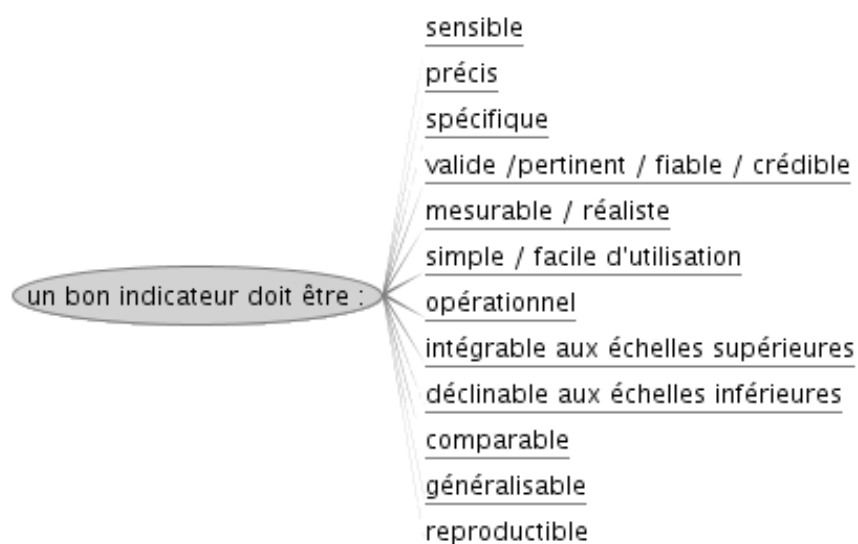 sensible
précis
spécifique
valide /pertinent / fiable / crédible
mesurable / réaliste
simple / facile d'utilisation
un bon indicateur doit être :
opérationnel
intégrable aux échelles supérieures
déclinable aux échelles inférieures
comparable
généralisable
reproductible